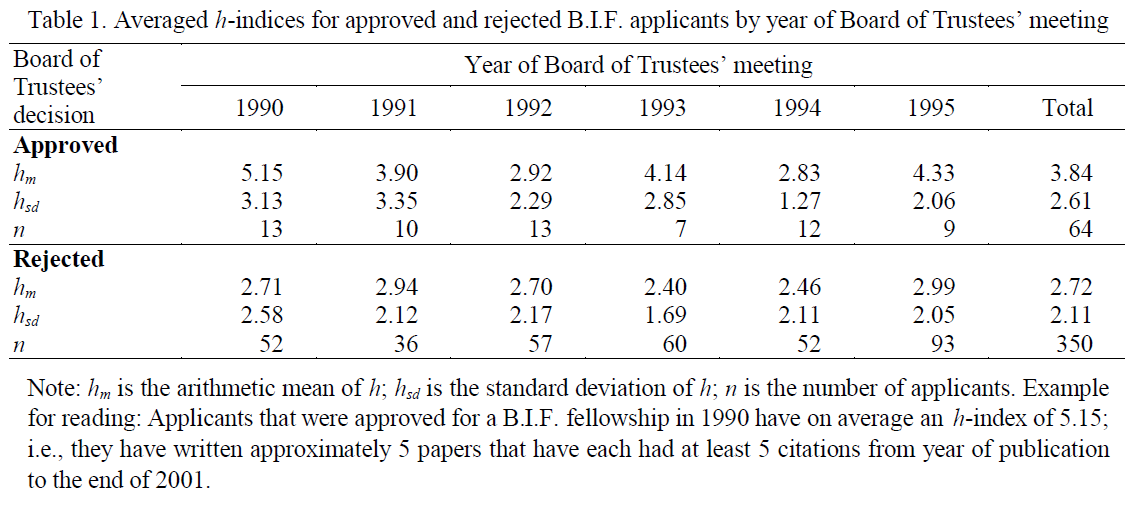 Table 1. Averaged h-indices for approved and rejected B.I.F. applicants by year of Board of Trustees’ meeting
Board of Trustees’ decision
Year of Board of Trustees’ meeting
1990 1991 1992 1993 1994 1995 Total
Approved
hm 5.15 3.90 2.92 4.14 2.83 4.33 3.84
hsd 3.13 3.35 2.29 2.85 1.27 2.06 2.61
n 13 10 13 7 12 9 64
Rejected
hm 2.71 2.94 2.70 2.40 2.46 2.99 2.72
hsd 2.58 2.12 2.17 1.69 2.11 2.05 2.11
n 52 36 57 60 52 93 350
Note: hm is the arithmetic mean of h; hsd is the standard deviation of h; n is the number of applicants. Example
for reading: Applicants that were approved for a B.I.F. fellowship in 1990 have on average an h-index of 5.15;
i.e., they have written approximately 5 papers that have each had at least 5 citations from year of publication
to the end of 2001.